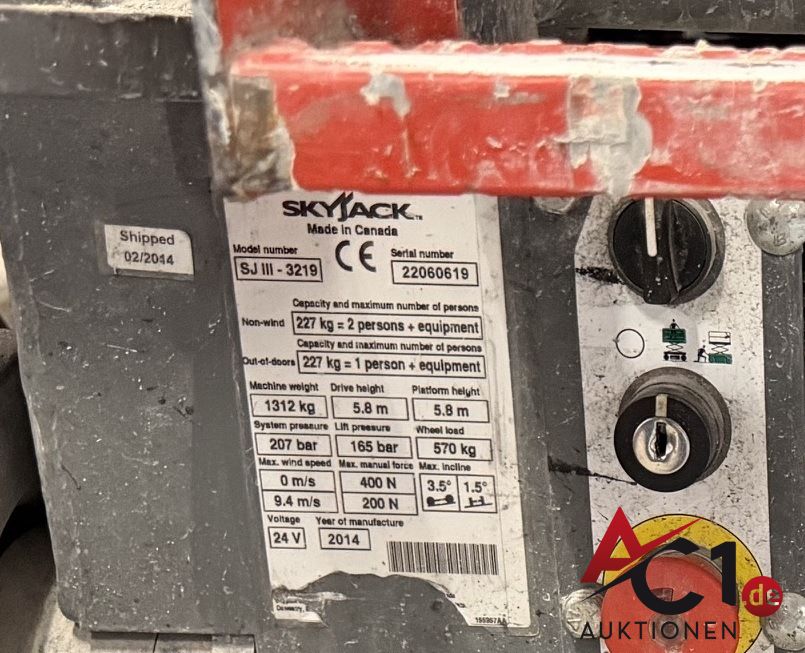 SKYJACK
Made in Canada
Shipped
02/2014
Model number
SJ III - 3219
CE
Serial number
22060619
Capacity and maximum number of persons
Non-wind
227 kg = 2 persons + equipment
Capacity and maximum number of persons
Out-of-doors
227 kg = 1 person + equipment
Machine weight Drive height Platform height
1312 kg 5.8 m 5.8 m
System pressure Lift pressure Wheel load
207 bar 165 bar 570 kg
Max. wind speed Max. manual force Max. incline
0 m/s 400 N 3.5° 1.5°
9.4 m/s 200 N
Voltage Year of manufacture
24 V 2014
AC1.de
AUKTIONEN